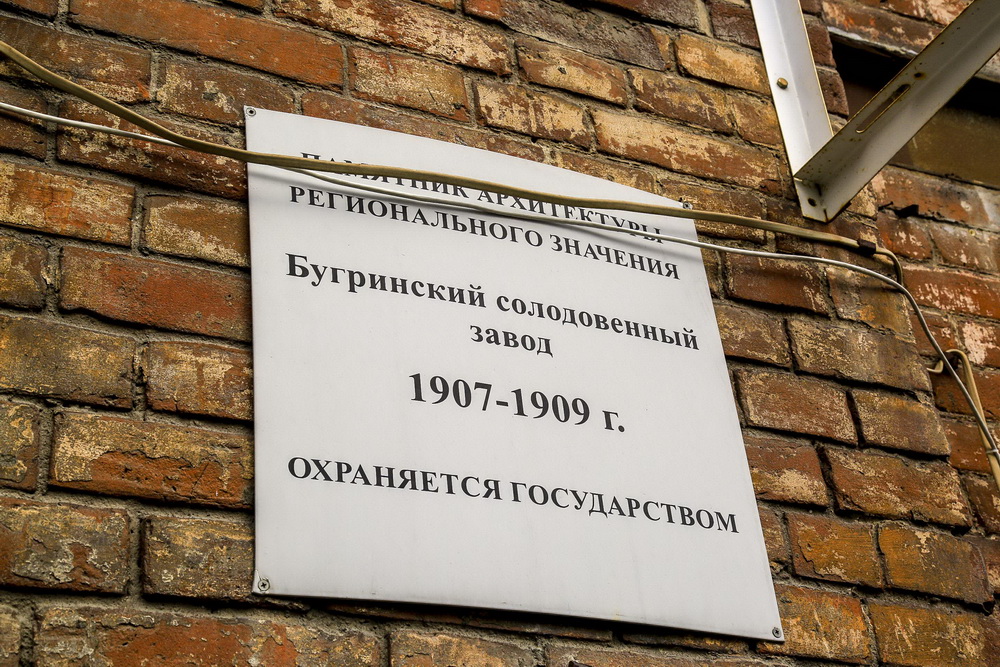 ПАМЯТНИК АРХИТЕКТУРЫ
РЕГИОНАЛЬНОГО ЗНАЧЕНИЯ
Бугринский солодовенный
завод
1907-1909 г.
ОХРАНЯЕТСЯ ГОСУДАРСТВОМ